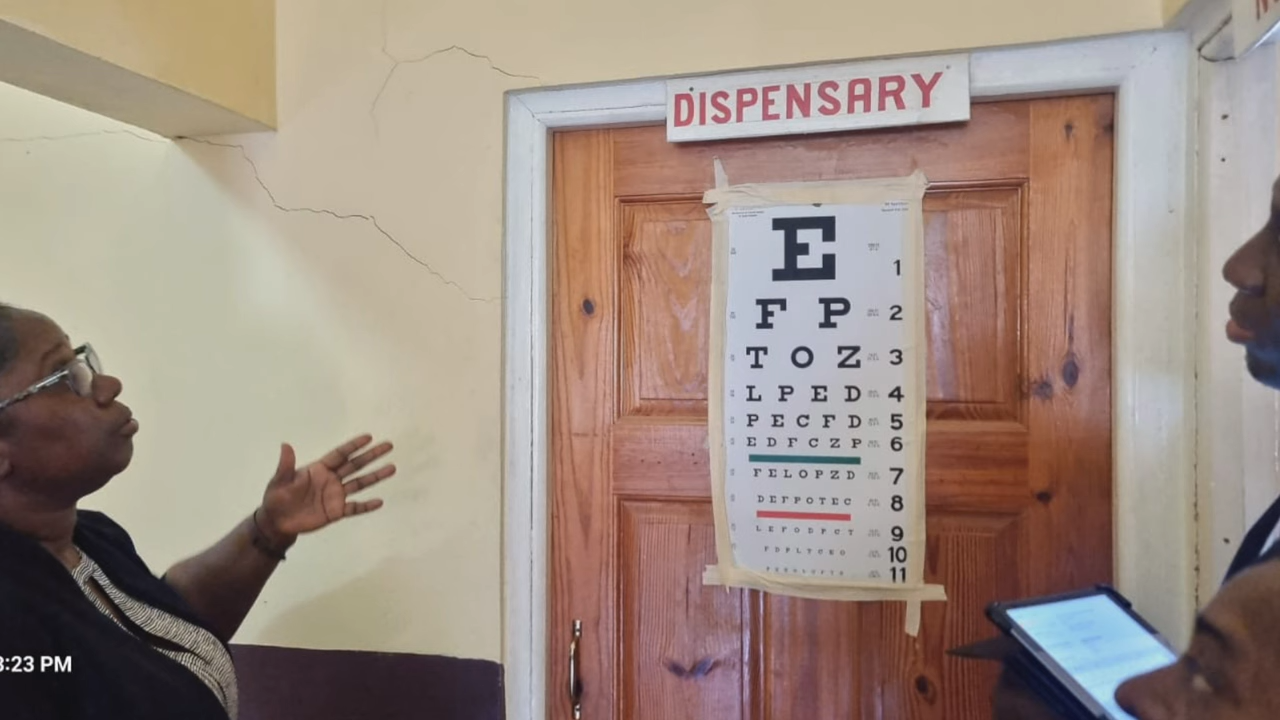 DISPENSARY
E 1
F P 2
T O Z 3
L P E D 4
P E C F D 5
E D F C Z P 6
F E L O P Z D 7
D E F P O T E C 8
L E F O D P C T 9
F D P L T C E O 10
11
3:23 PM